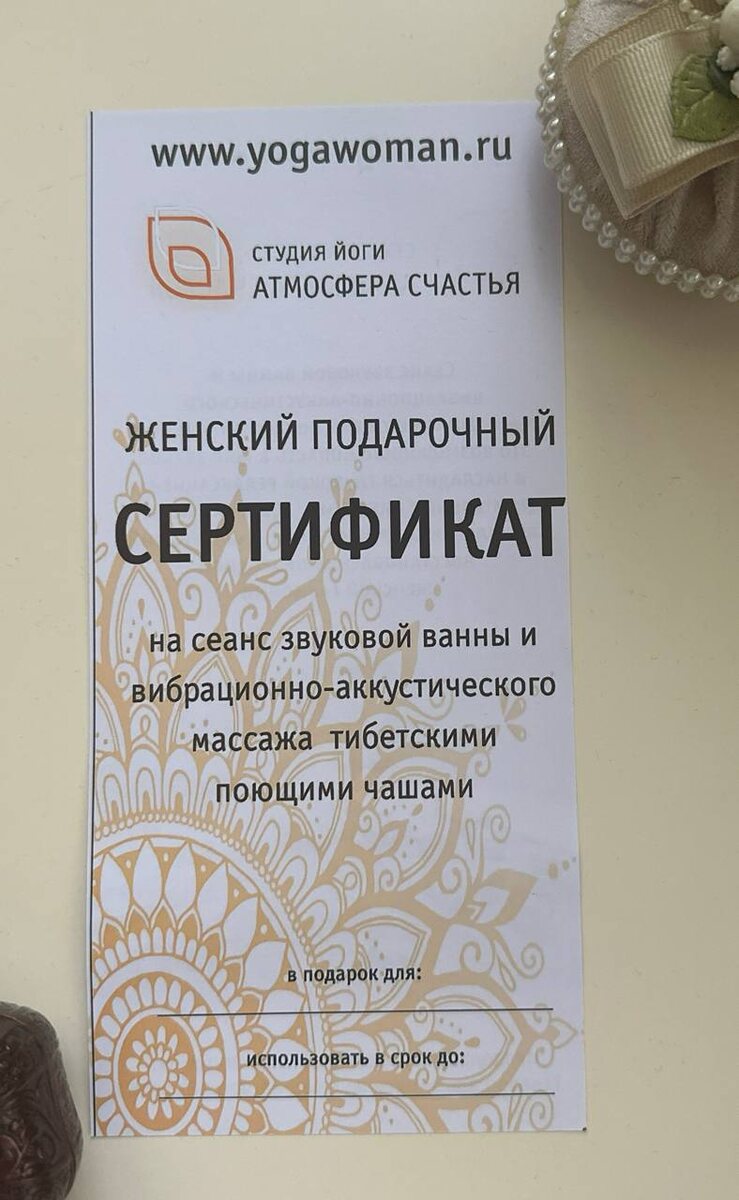 www.yogawoman.ru
СТУДИЯ ЙОГИ
АТМОСФЕРА СЧАСТЬЯ
ЖЕНСКИЙ ПОДАРОЧНЫЙ
СЕРТИФИКАТ
на сеанс звуковой ванны и
вибрационно-аккустического
массажа тибетскими
поющими чашами
в подарок для:
использовать в срок до: